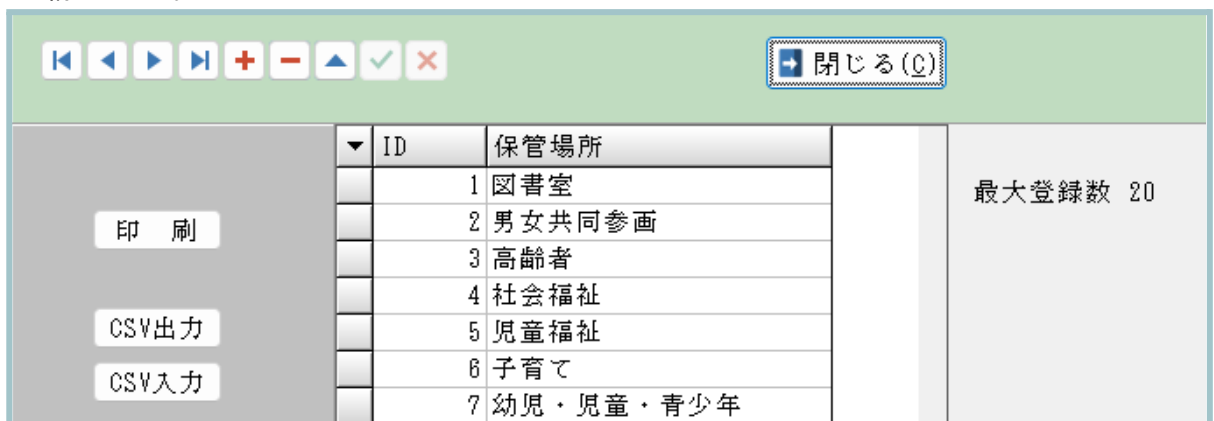 閉じる(C)
ID 保管場所
1 図書室
2 男女共同参画
3 高齢者
4 社会福祉
5 児童福祉
6 子育て
7 幼児・児童・青少年
印 刷
CSV出力
CSV入力
最大登録数 20